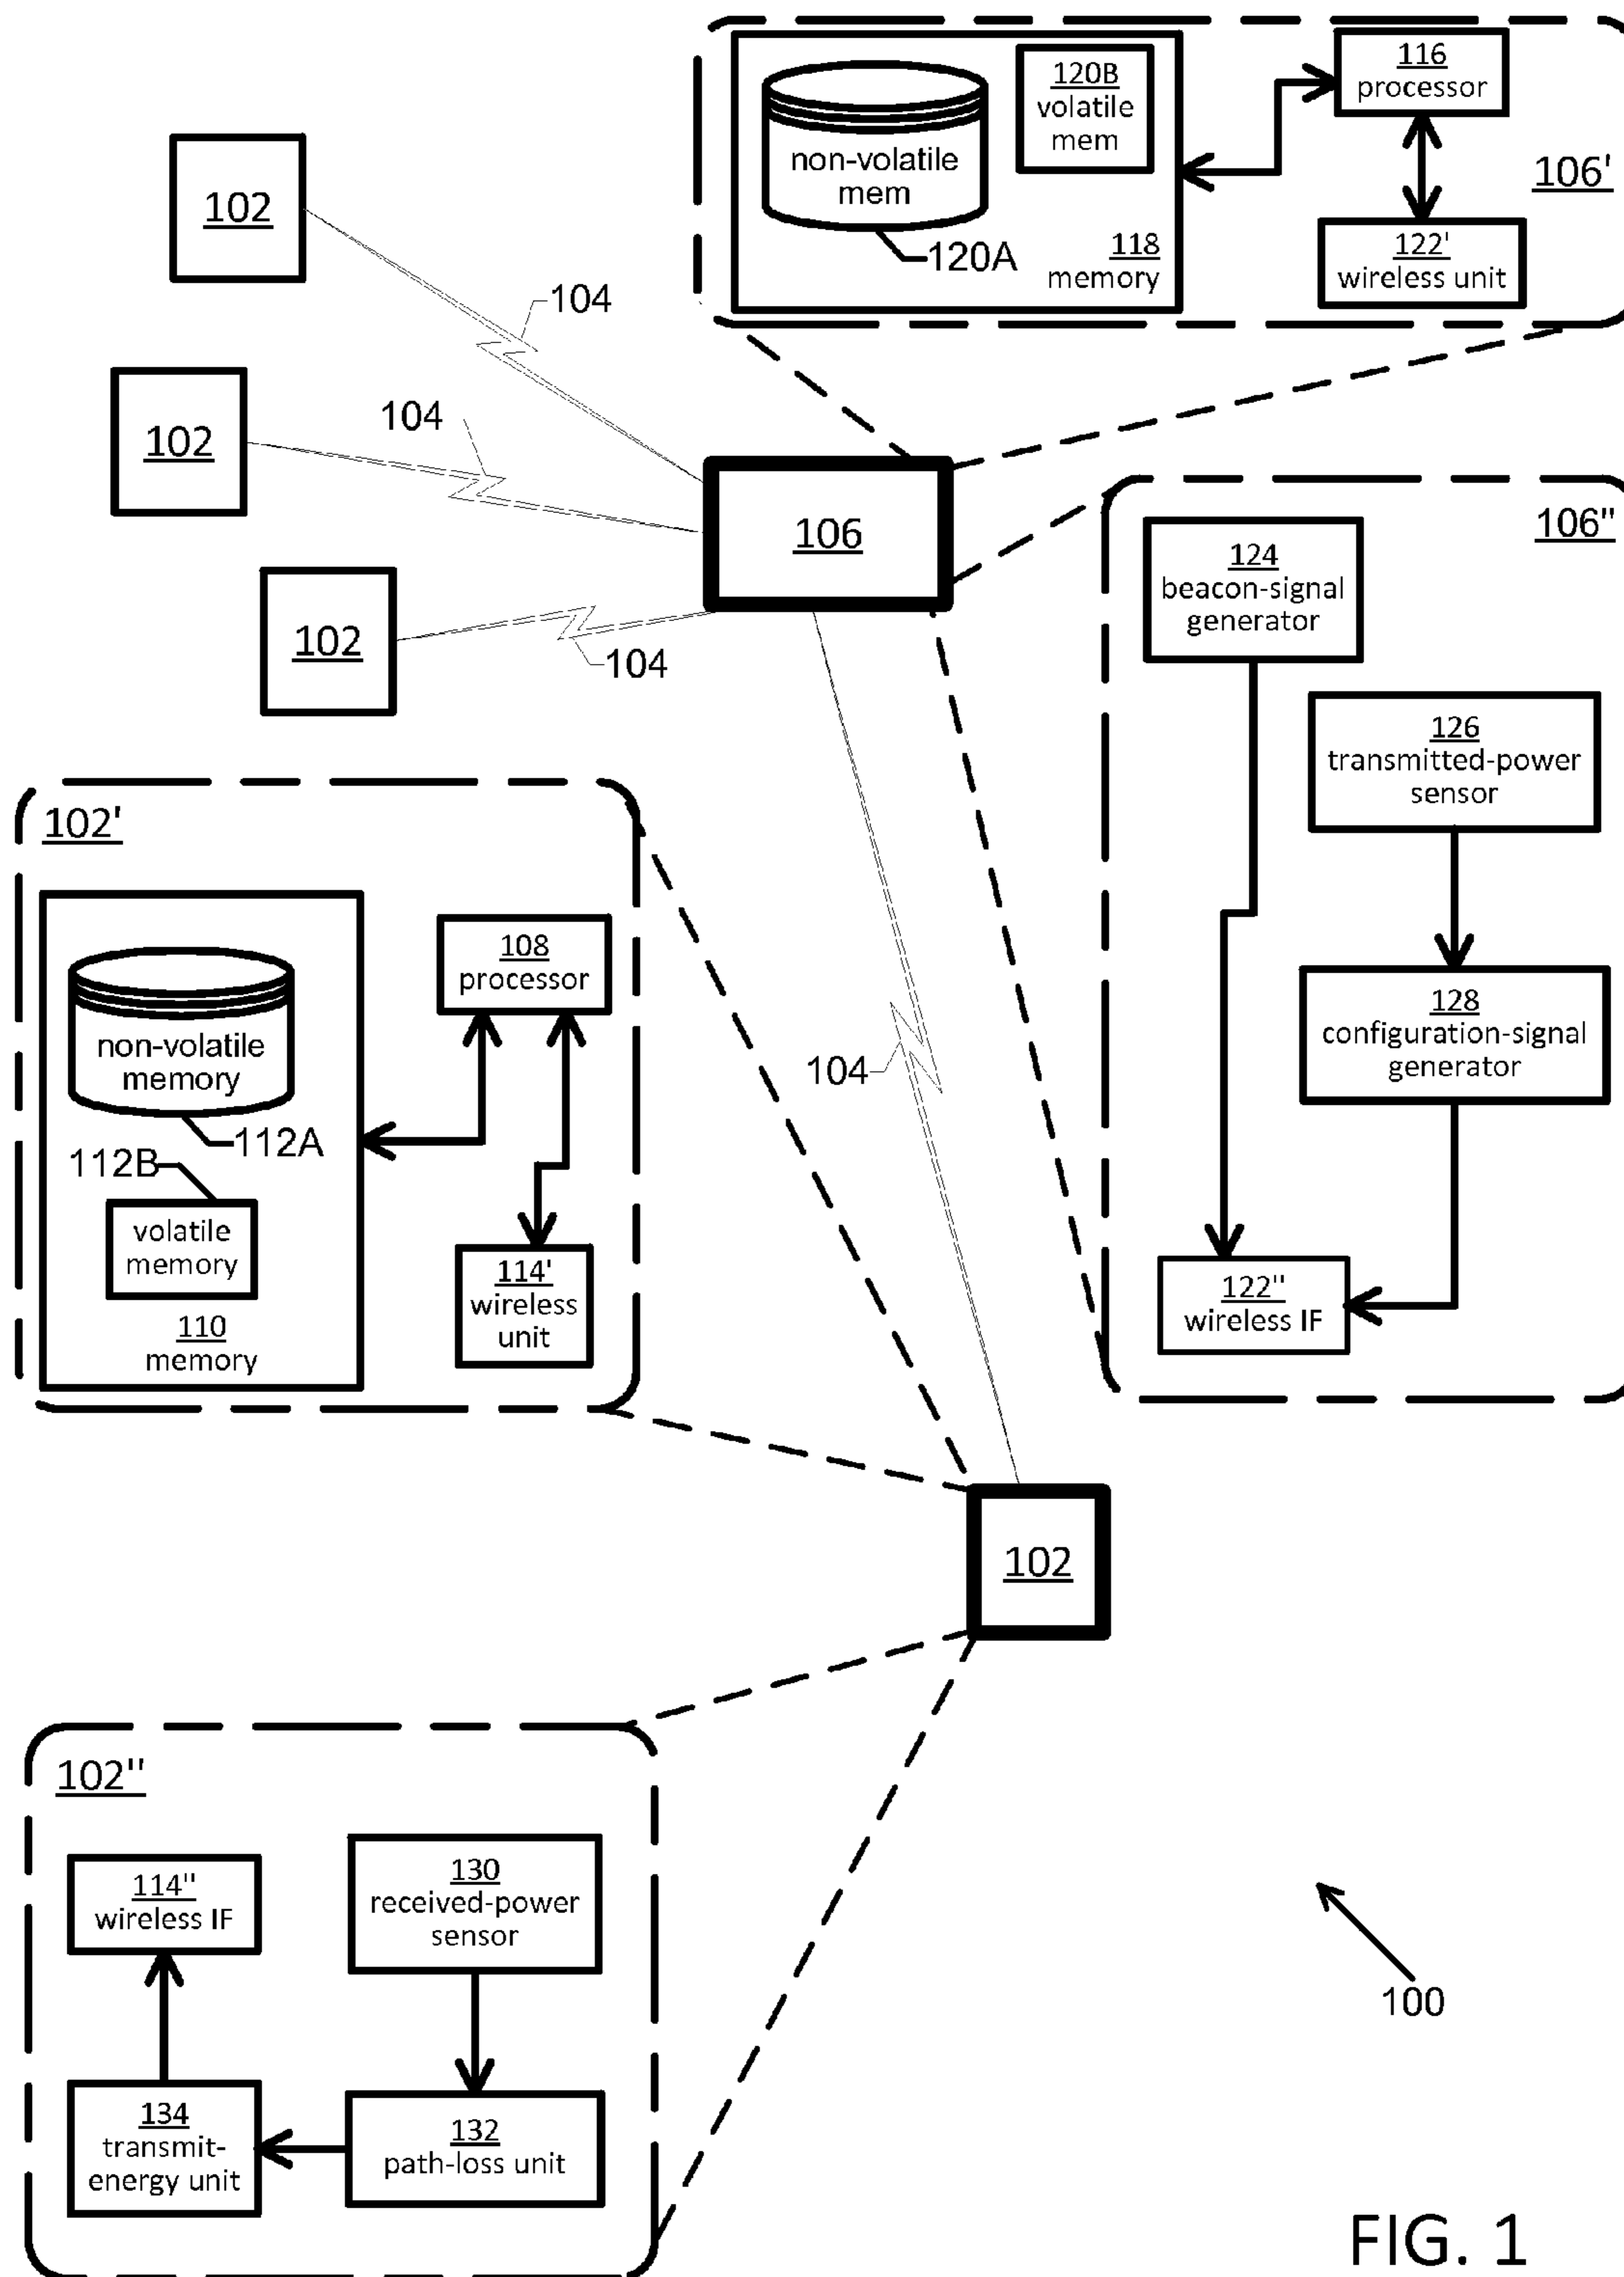 120B
volatile
mem
non-volatile
mem
120A
118
memory
116
processor
106'
122'
wireless unit
102
104
102
104
102
104
106
106"
124
beacon-signal
generator
126
transmitted-power
sensor
128
configuration-signal
generator
122"
wireless IF
102'
108
processor
non-volatile
memory
112A
112B
volatile
memory
110
memory
114'
wireless
unit
104
102
102"
114"
wireless IF
130
received-power
sensor
134
transmit-
energy unit
132
path-loss unit
100
FIG. 1